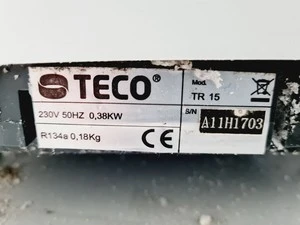 TECO®
Mod.
TR 15
230V 50HZ 0,38KW
S/N
A11H1703
R134a 0,18Kg
CE